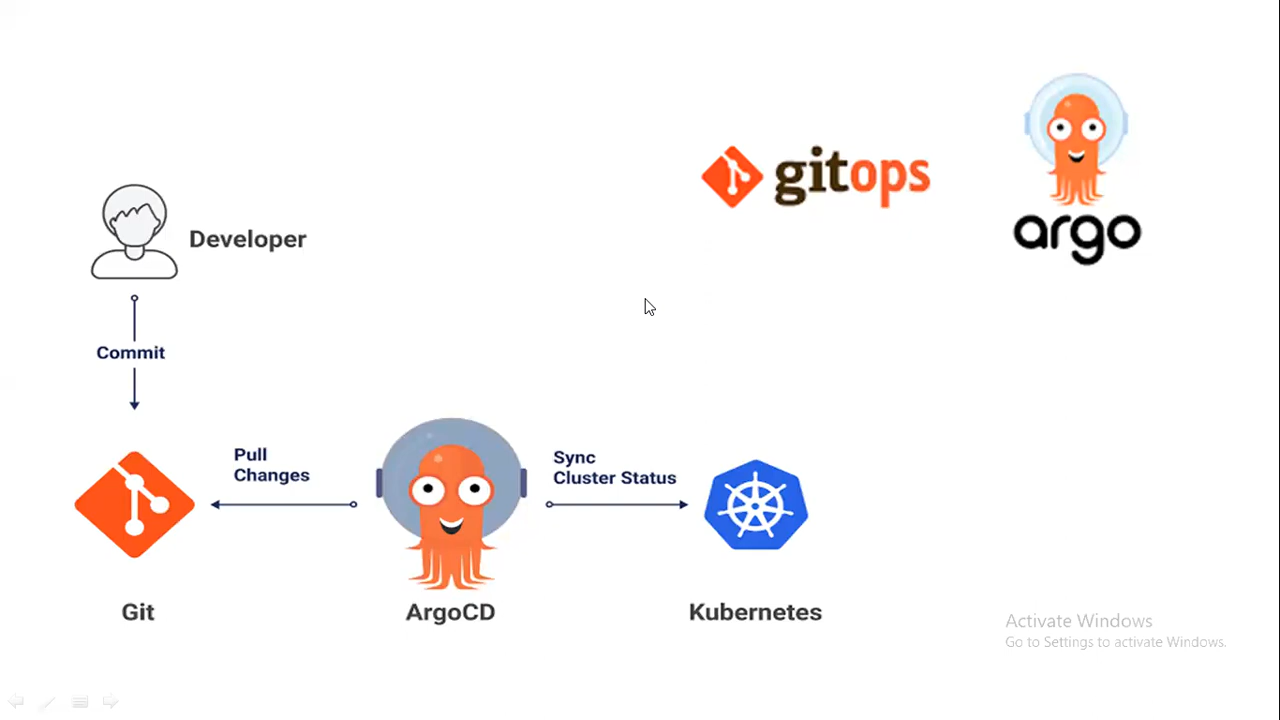 gitops
argo
Developer
Commit
Pull
Changes
Sync
Cluster Status
Git
ArgoCD
Kubernetes
Activate Windows
Go to Settings to activate Windows.